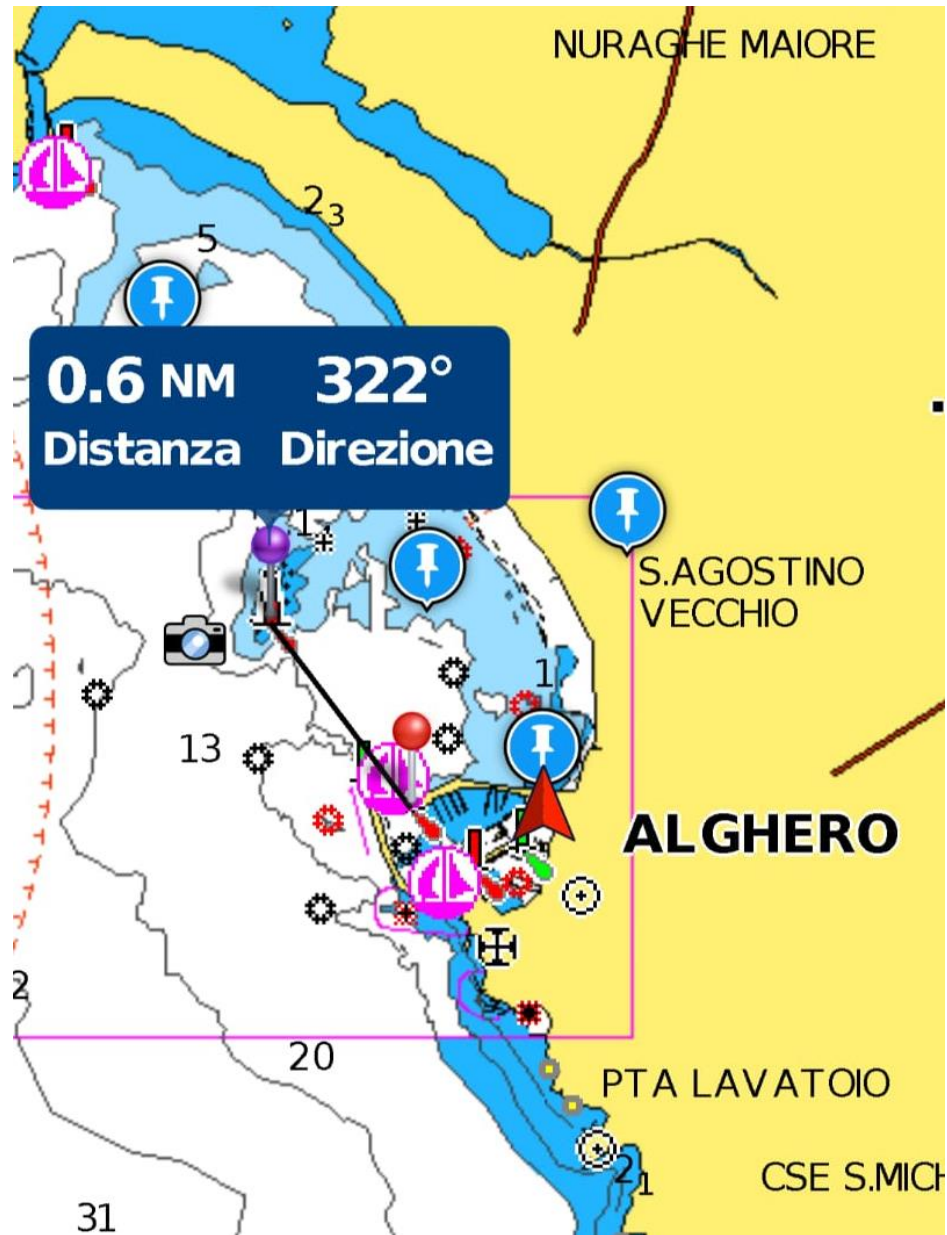 NURAGHE MAIORE
2₃
5
0.6 NM 322°
Distanza Direzione
S.AGOSTINO
VECCHIO
1
13
ALGHERO
2
20
PTA LAVATOIO
2₁
CSE S.MICH
31